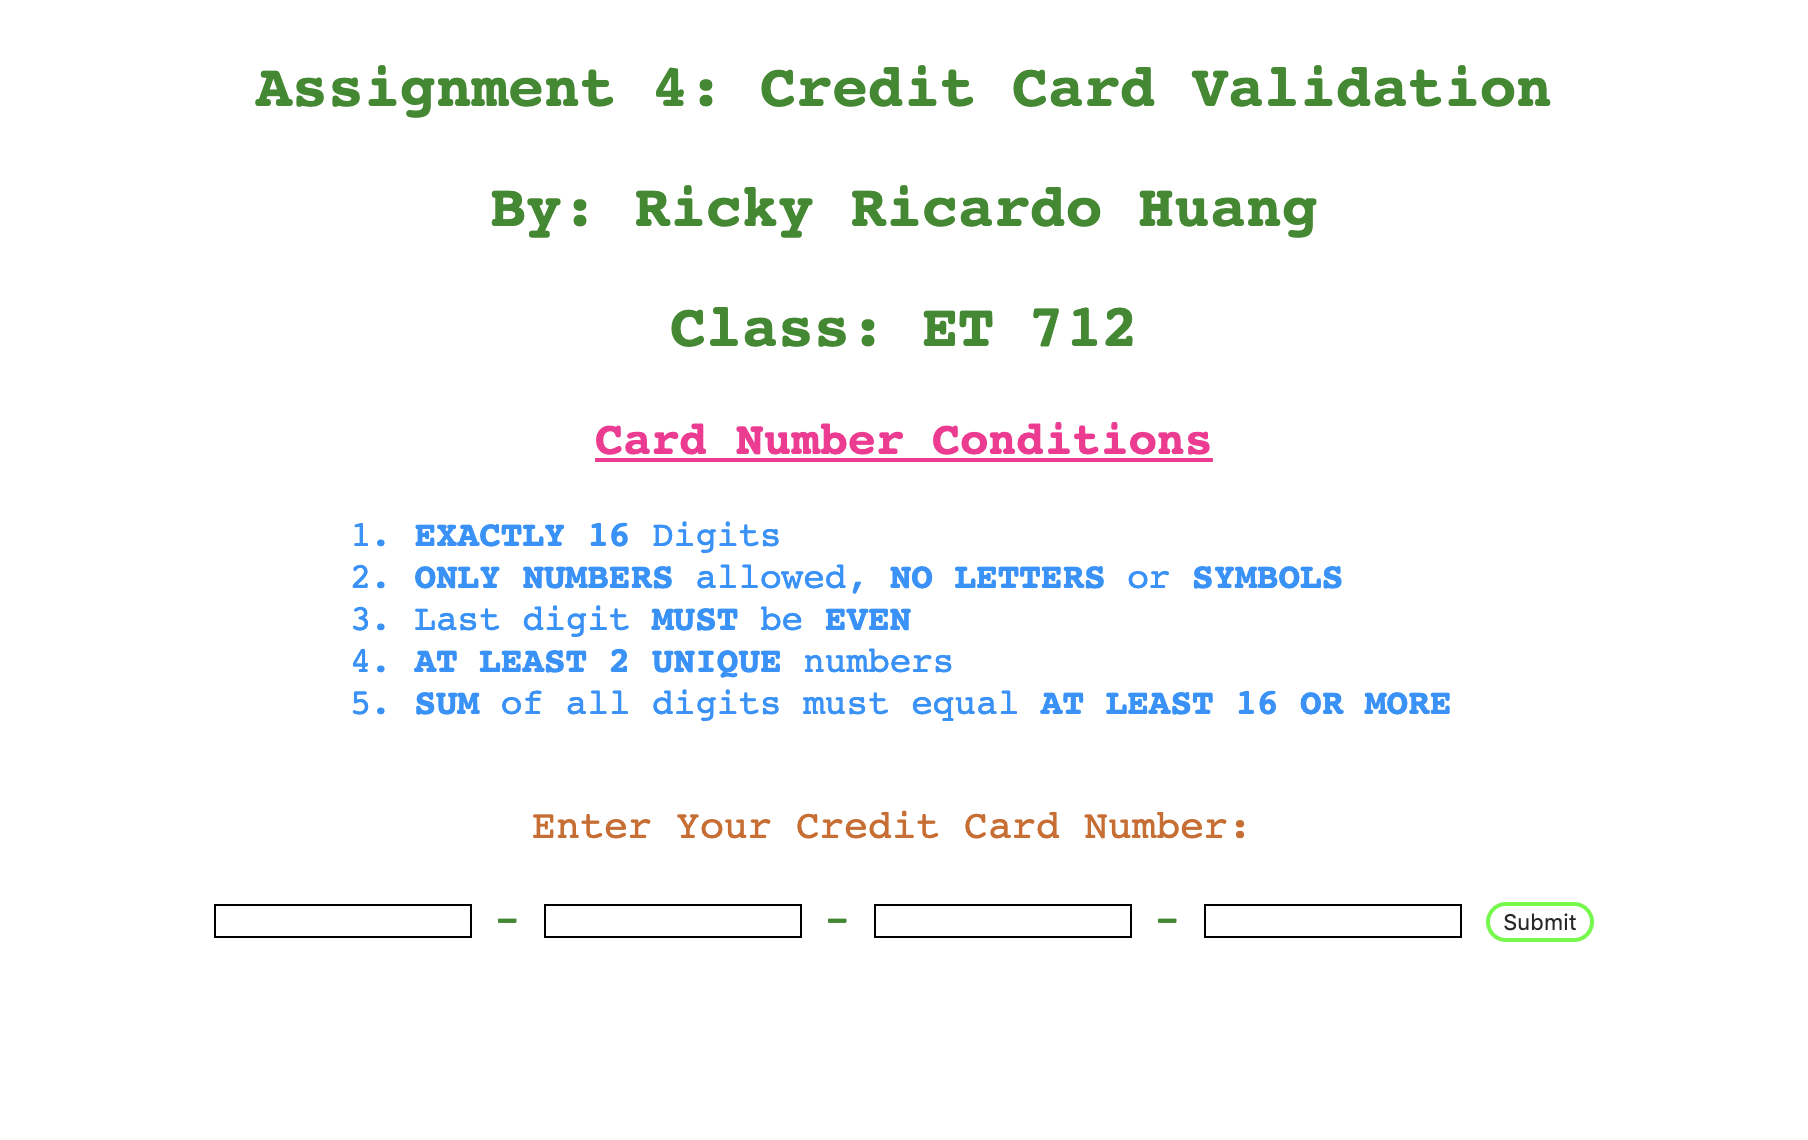 Assignment 4: Credit Card Validation
By: Ricky Ricardo Huang
Class: ET 712
Card Number Conditions
1. EXACTLY 16 Digits
2. ONLY NUMBERS allowed, NO LETTERS or SYMBOLS
3. Last digit MUST be EVEN
4. AT LEAST 2 UNIQUE numbers
5. SUM of all digits must equal AT LEAST 16 OR MORE
Enter Your Credit Card Number:
- - - Submit